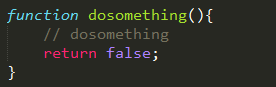 function dosomething(){
    // dosomething
    return false;
}